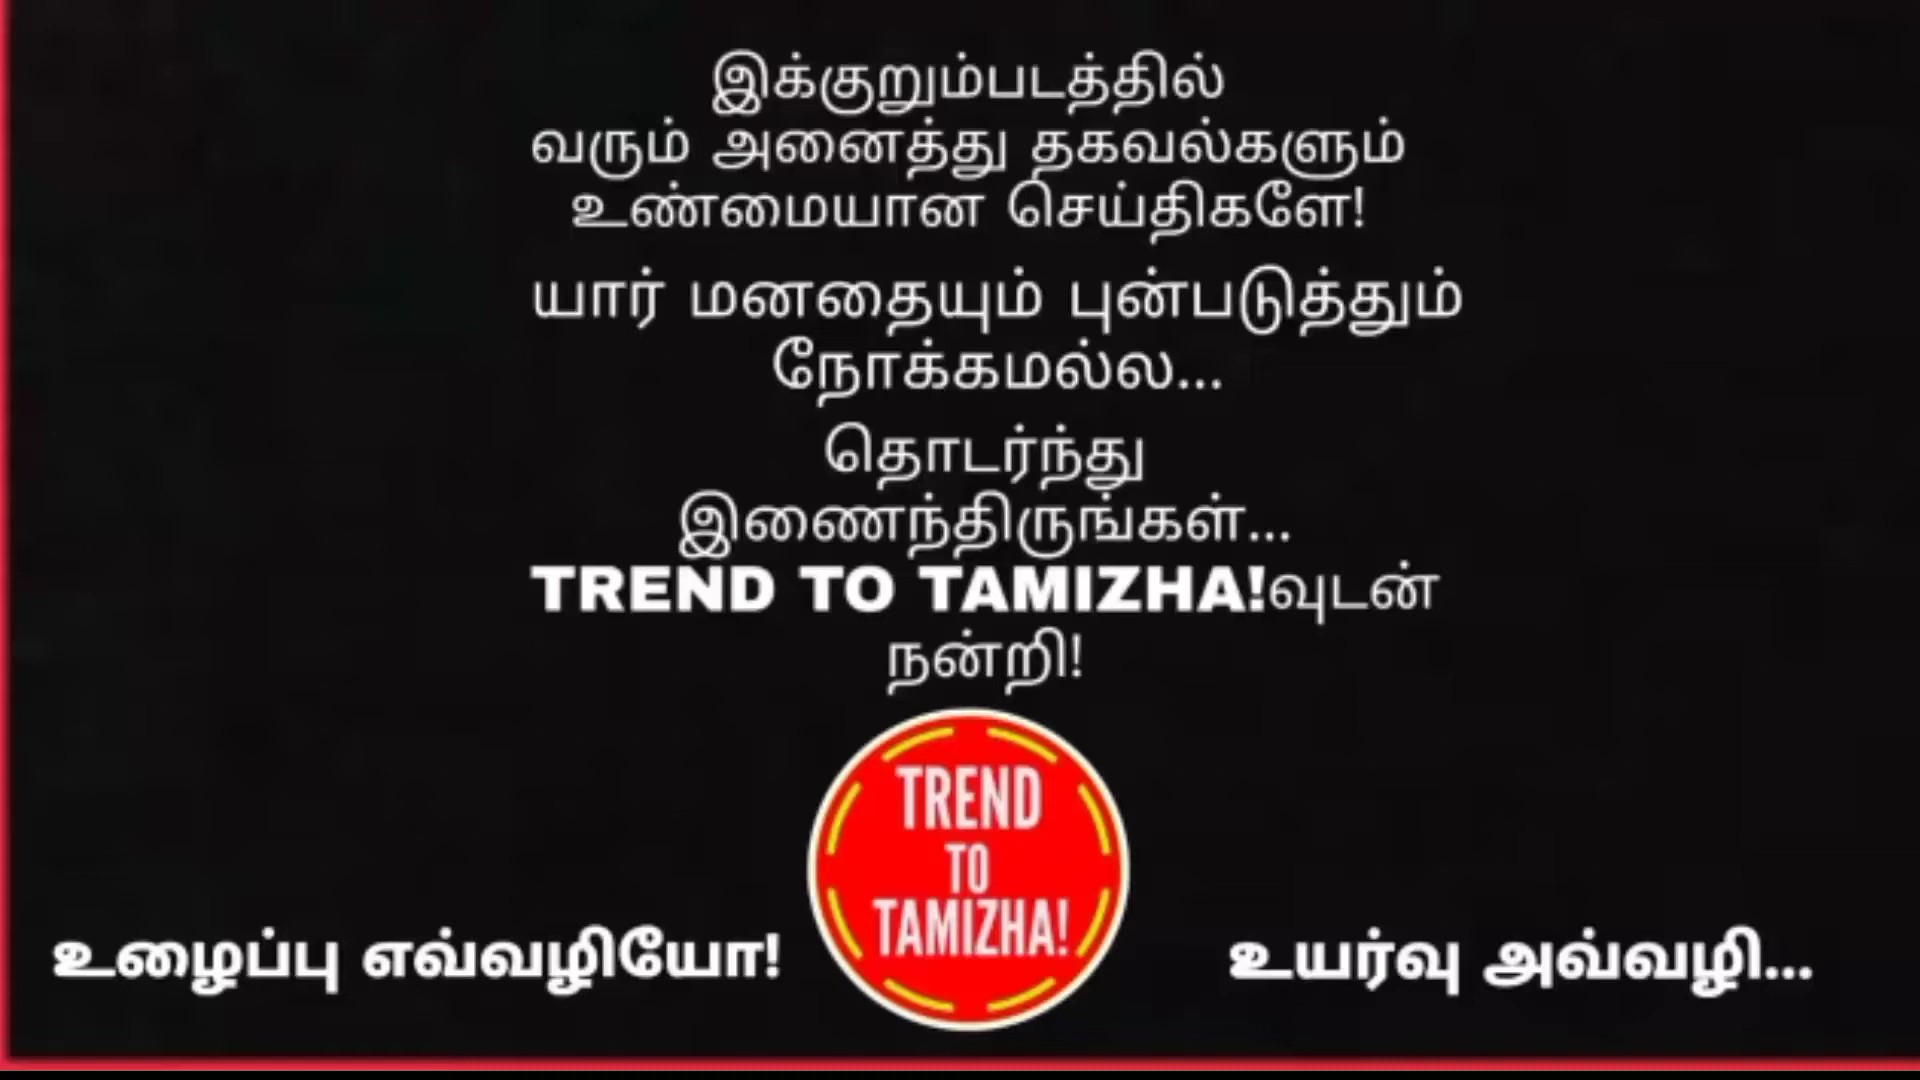 இக்குறும்படத்தில்
வரும் அனைத்து தகவல்களும்
உண்மையான செய்திகளே!
யார் மனதையும் புன்படுத்தும்
நோக்கமல்ல...
தொடர்ந்து
இணைந்திருங்கள்...
TREND TO TAMIZHA!வுடன்
நன்றி!
TREND
TO
TAMIZHA!
உழைப்பு எவ்வழியோ!
உயர்வு அவ்வழி...